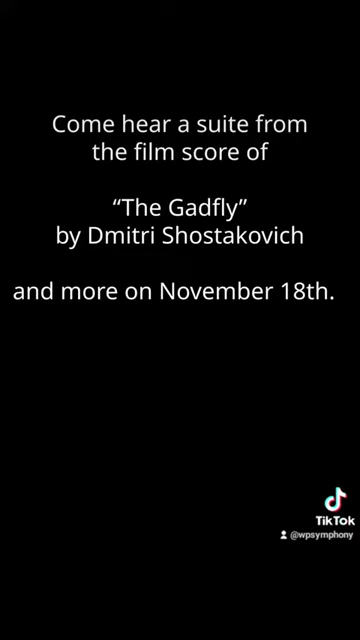 Come hear a suite from
the film score of
“The Gadfly”
by Dmitri Shostakovich
and more on November 18th.
TikTok
@wpsymphony